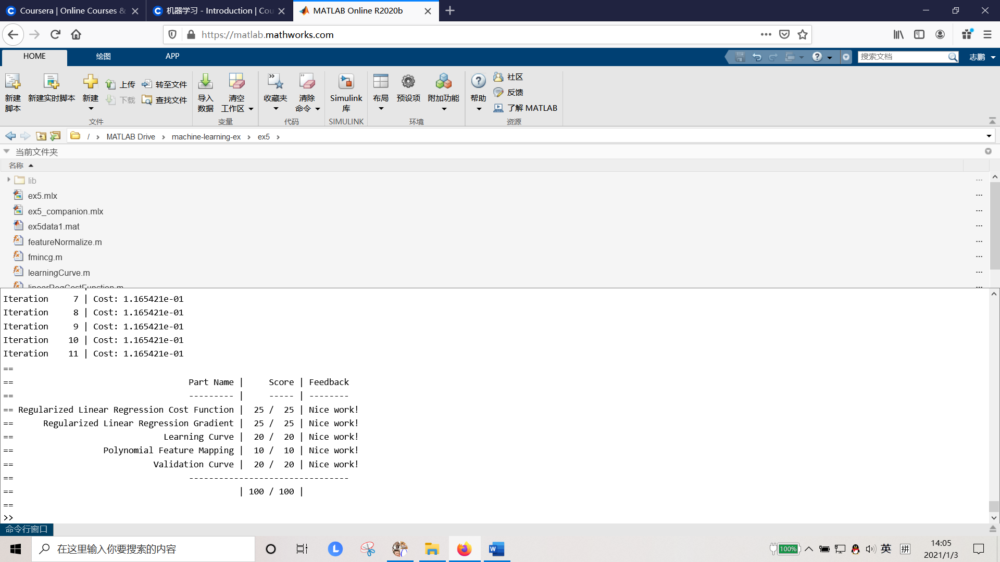 Coursera | Online Courses &
机器学习 - Introduction | Cou
MATLAB Online R2020b
https://matlab.mathworks.com
HOME
绘图
APP
搜索文档
志鹏
新建脚本
新建实时脚本
新建
上传
下载
转至文件
查找文件
导入数据
清空工作区
收藏夹
清除命令
Simulink 库
布局
预设项
附加功能
帮助
社区
反馈
了解 MATLAB
文件
变量
代码
SIMULINK
环境
资源
/ › MATLAB Drive › machine-learning-ex › ex5 ›
当前文件夹
名称
lib
ex5.mlx
ex5_companion.mlx
ex5data1.mat
featureNormalize.m
fmincg.m
learningCurve.m
linearRegCostFunction.m
Iteration     7 | Cost: 1.165421e-01
Iteration     8 | Cost: 1.165421e-01
Iteration     9 | Cost: 1.165421e-01
Iteration    10 | Cost: 1.165421e-01
Iteration    11 | Cost: 1.165421e-01
==
==                                   Part Name |     Score | Feedback
==                                   --------- |     ----- | --------
== Regularized Linear Regression Cost Function |  25 /  25 | Nice work!
==      Regularized Linear Regression Gradient |  25 /  25 | Nice work!
==                              Learning Curve |  20 /  20 | Nice work!
==                  Polynomial Feature Mapping |  10 /  10 | Nice work!
==                            Validation Curve |  20 /  20 | Nice work!
==                                   --------------------------------
==                                             | 100 / 100 |
==
>>
命令行窗口
在这里输入你要搜索的内容
100%
英
拼
14:05
2021/1/3